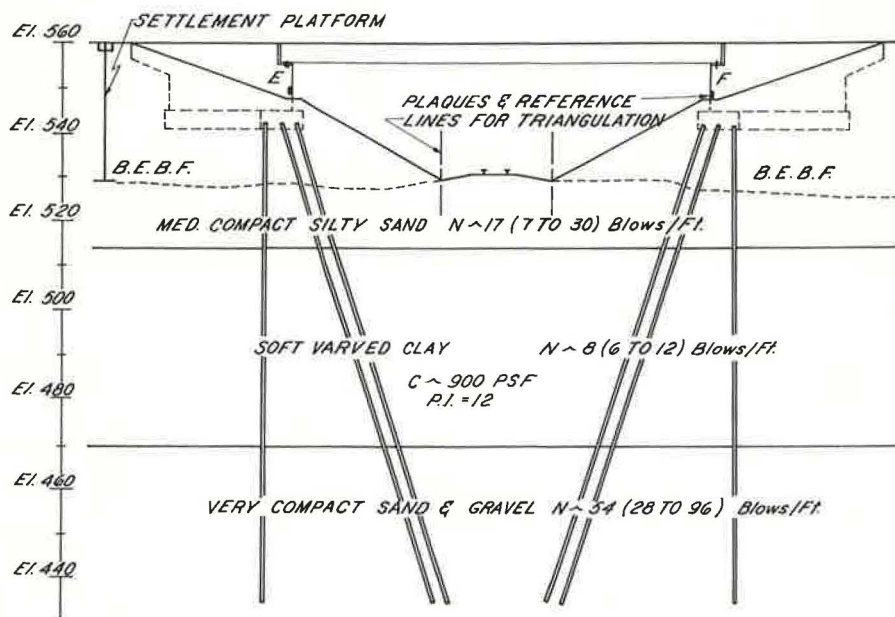 SETTLEMENT PLATFORM
El. 560
E
F
PLAQUES & REFERENCE
LINES FOR TRIANGULATION
El. 540
B.E.B.F.
B.E.B.F.
El. 520
MED. COMPACT SILTY SAND N~17 (7 TO 30) Blows/Ft.
El. 500
SOFT VARVED CLAY
N~8 (6 TO 12) Blows/Ft.
C~900 PSF
P.I. = 12
El. 480
El. 460
VERY COMPACT SAND & GRAVEL N~54 (28 TO 96) Blows/Ft.
El. 440